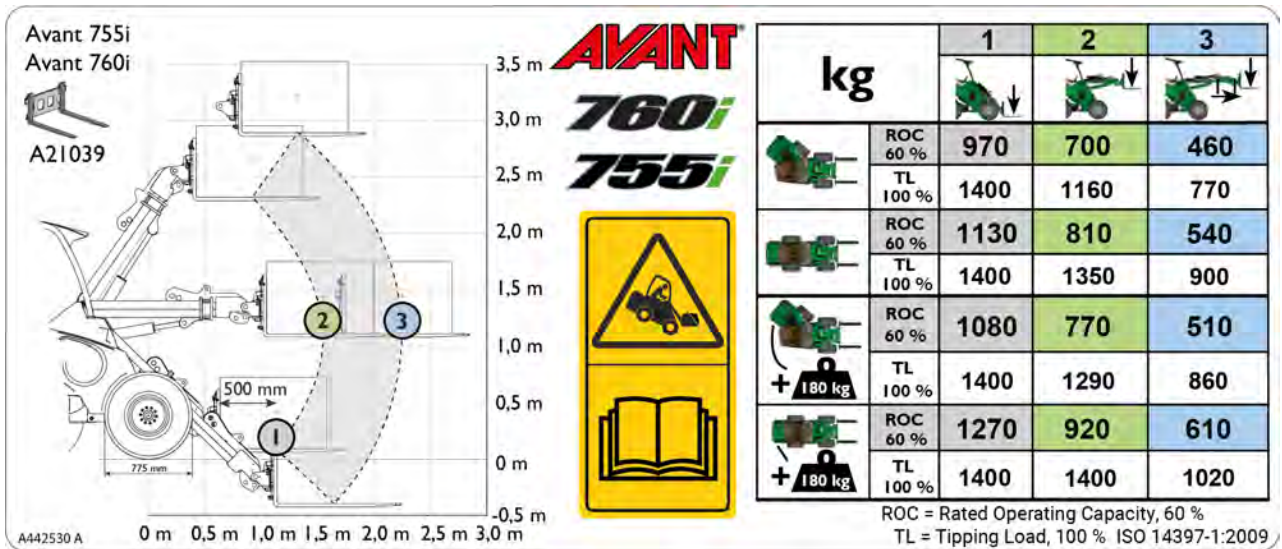 Avant 755i
Avant 760i
A21039
3,5 m
3,0 m
2,5 m
2,0 m
1,5 m
1,0 m
0,5 m
0 m
-0,5 m
2
3
500 mm
1
775 mm
0 m 0,5 m 1,0 m 1,5 m 2,0 m 2,5 m 3,0 m
A442530 A
AVANT®
760i
755i
kg
1 2 3
ROC 60 % 970 700 460
TL 100 % 1400 1160 770
ROC 60 % 1130 810 540
TL 100 % 1400 1350 900
ROC 60 % 1080 770 510
+ 180 kg
TL 100 % 1400 1290 860
ROC 60 % 1270 920 610
+ 180 kg
TL 100 % 1400 1400 1020
ROC = Rated Operating Capacity, 60 %
TL = Tipping Load, 100 % ISO 14397-1:2009